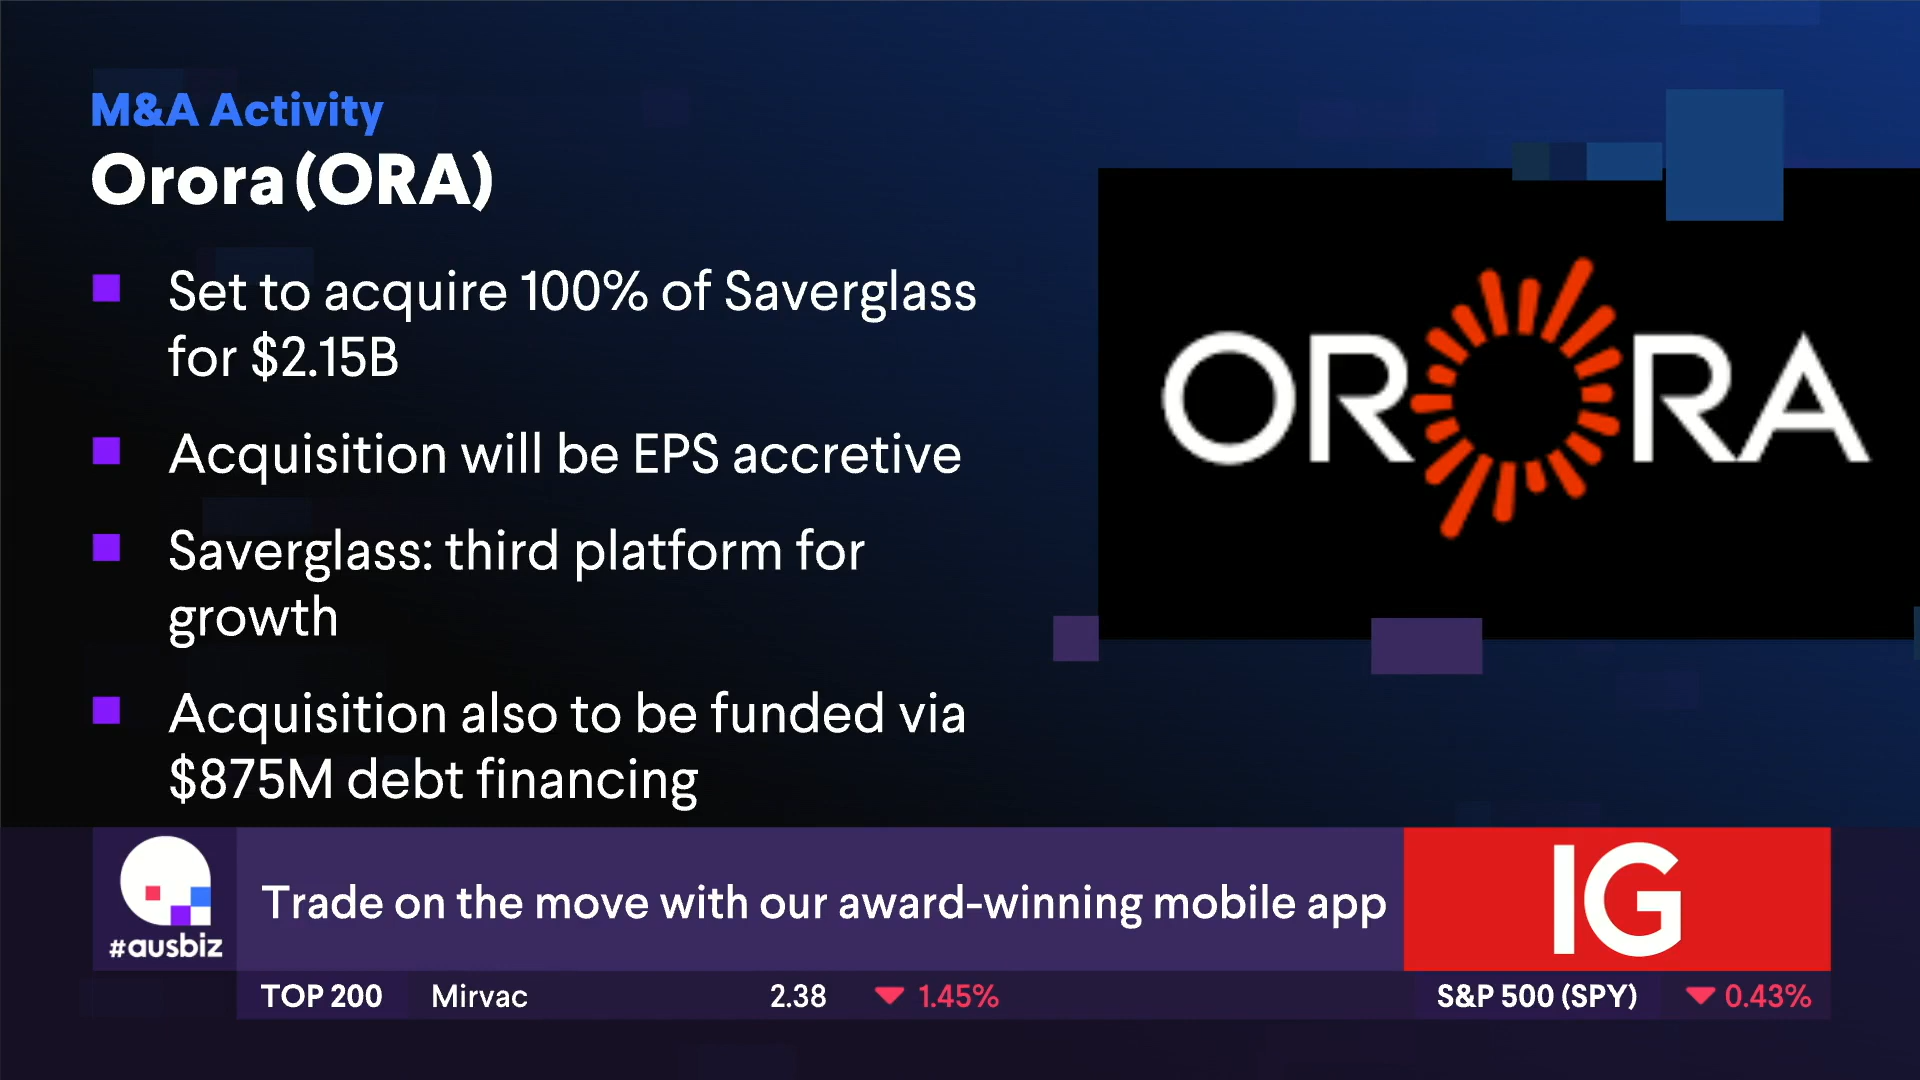 M&A Activity
Orora (ORA)
Set to acquire 100% of Saverglass
for $2.15B
Acquisition will be EPS accretive
Saverglass: third platform for
growth
Acquisition also to be funded via
$875M debt financing
ORORA
Trade on the move with our award-winning mobile app
IG
#ausbiz
TOP 200 Mirvac 2.38 1.45% S&P 500 (SPY) 0.43%